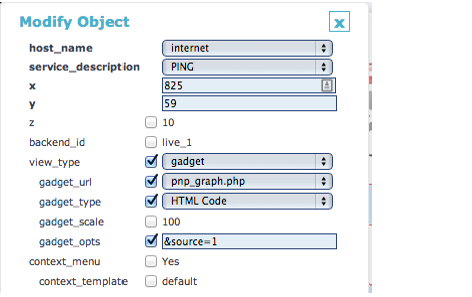 Modify Object x
host_name internet
service_description PING
x 825
y 59
z 10
backend_id live_1
view_type gadget
gadget_url pnp_graph.php
gadget_type HTML Code
gadget_scale 100
gadget_opts &source=1
context_menu Yes
context_template default